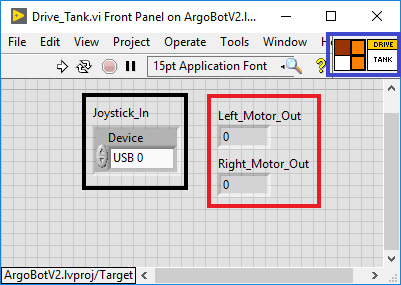 Drive_Tank.vi Front Panel on ArgoBotV2.l...
File Edit View Project Operate Tools Window
15pt Application Font
?
DRIVE
TANK
Joystick_In
Device
USB 0
Left_Motor_Out
0
Right_Motor_Out
0
ArgoBotV2.lvproj/Target